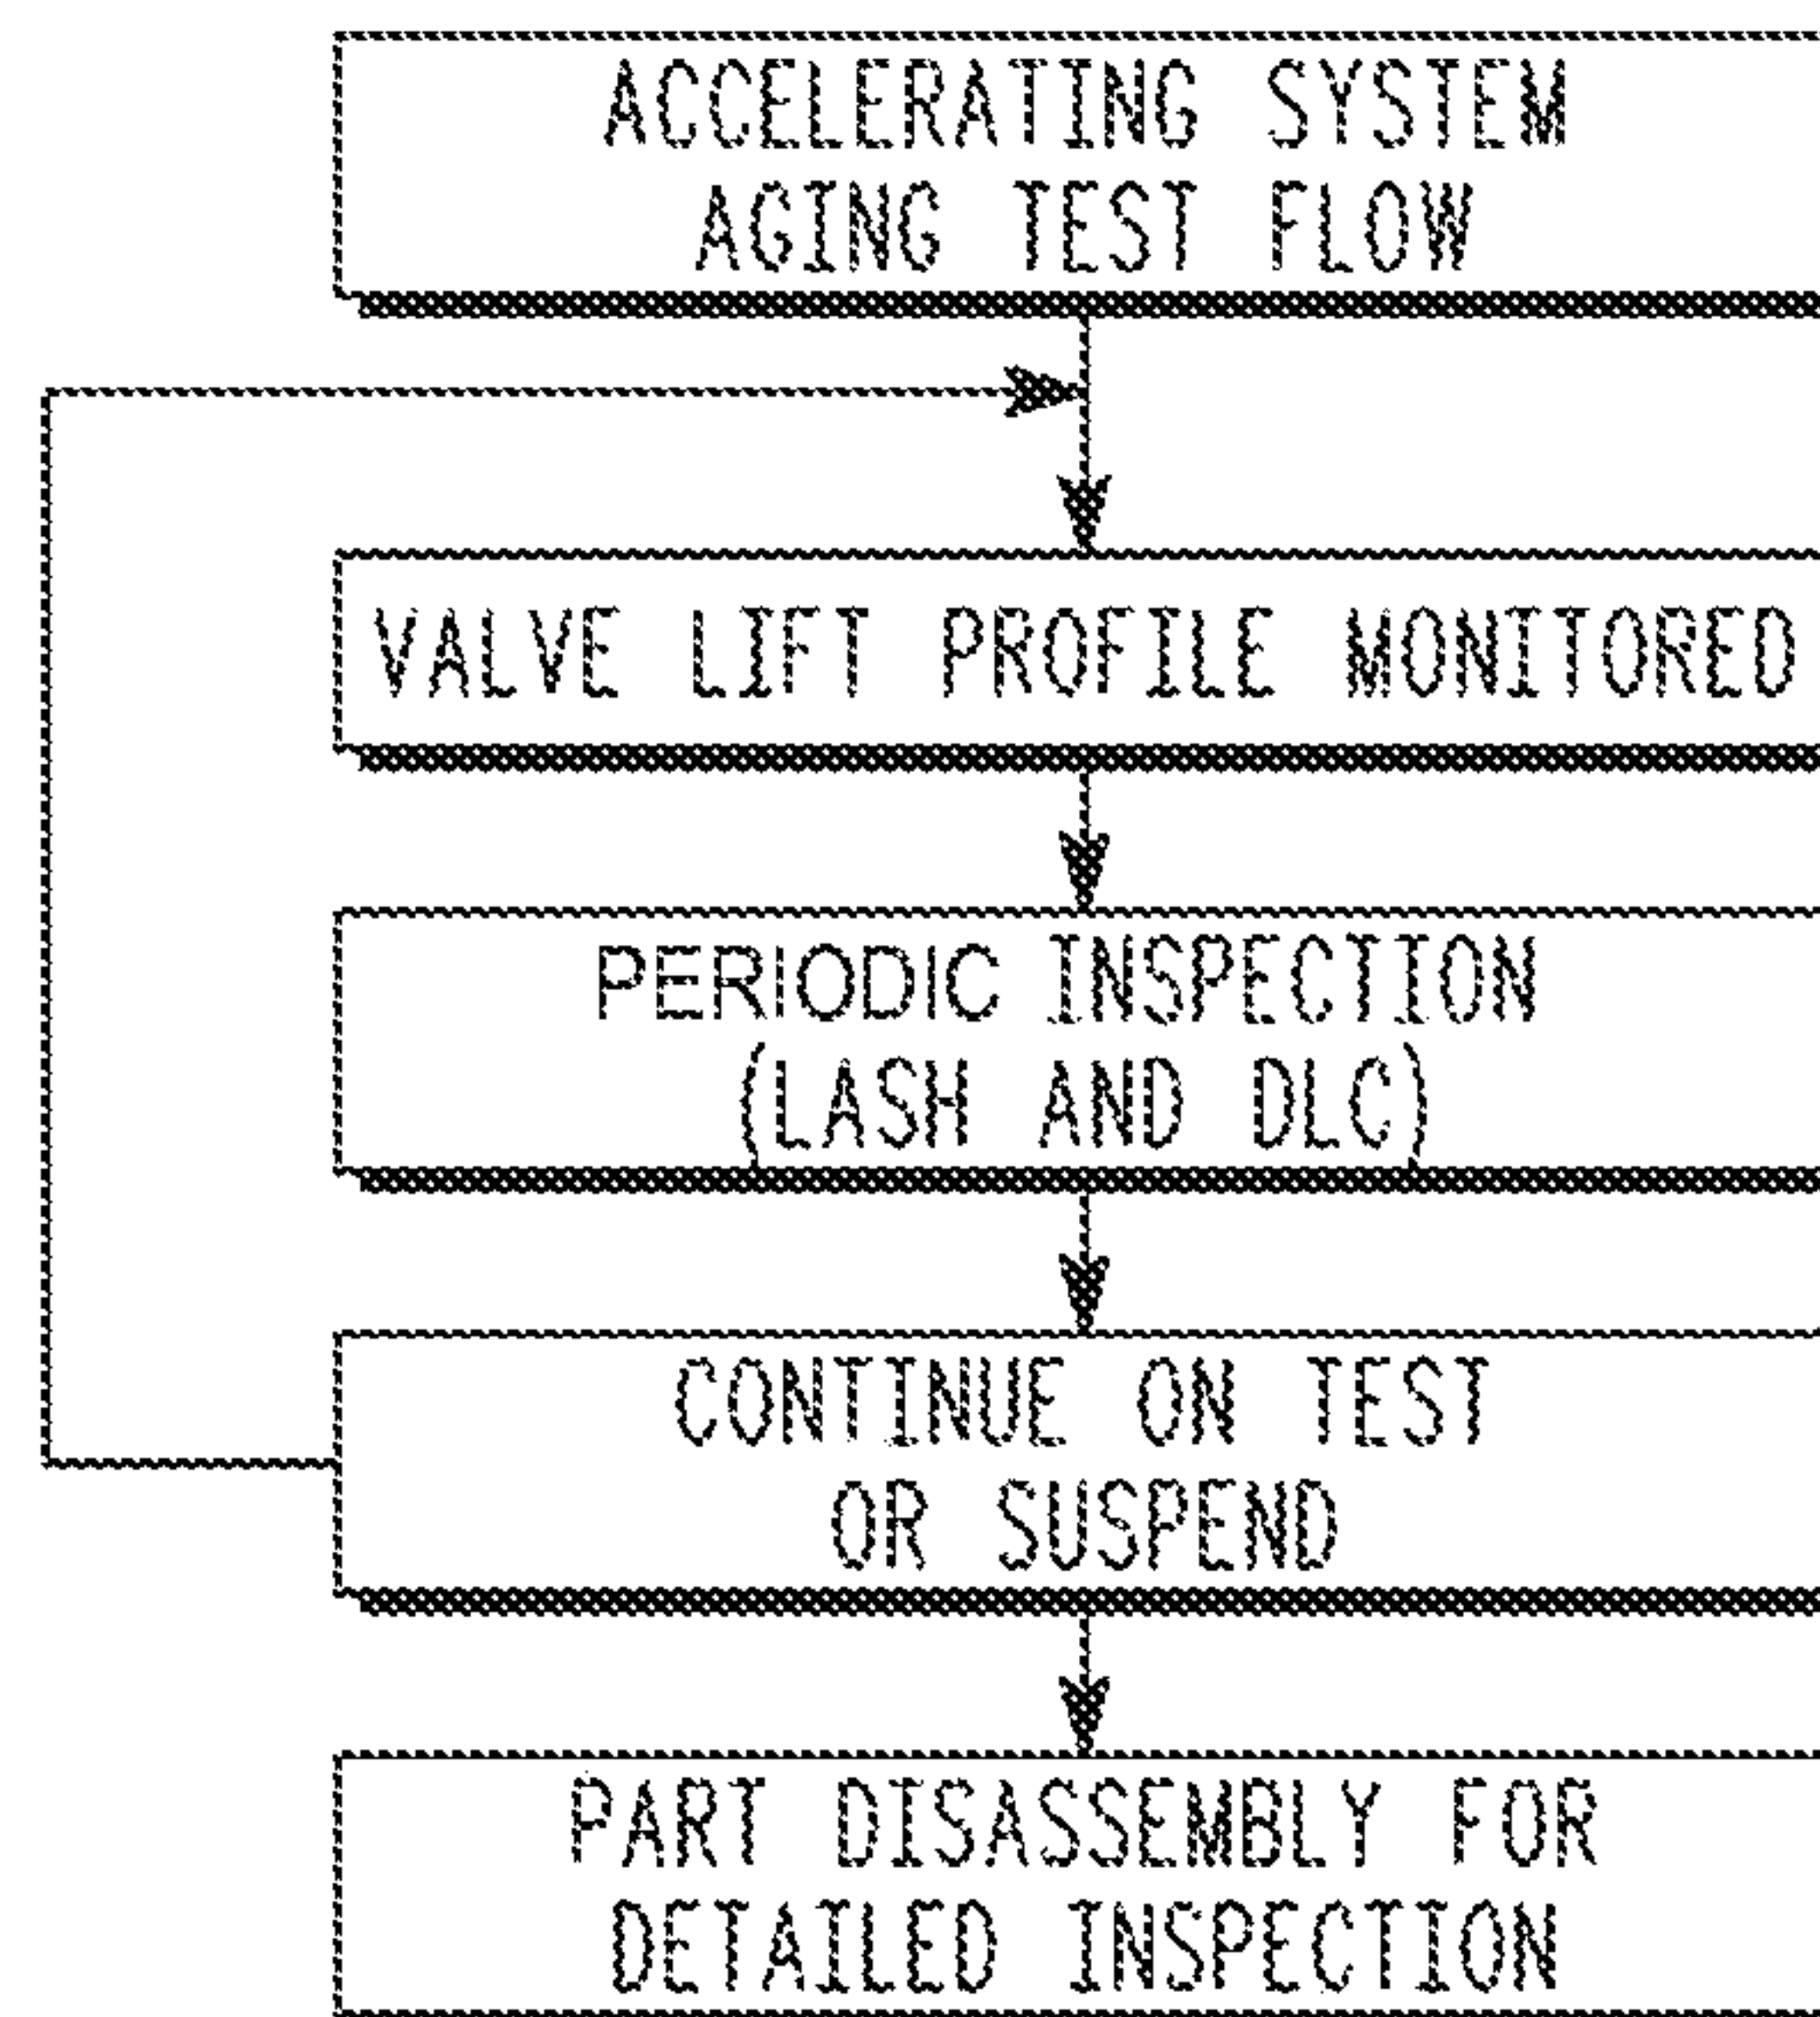 ACCELERATING SYSTEM
AGING TEST FLOW
VALVE LIFT PROFILE MONITORED
PERIODIC INSPECTION
(LASH AND DLC)
CONTINUE ON TEST
OR SUSPEND
PART DISASSEMBLY FOR
DETAILED INSPECTION